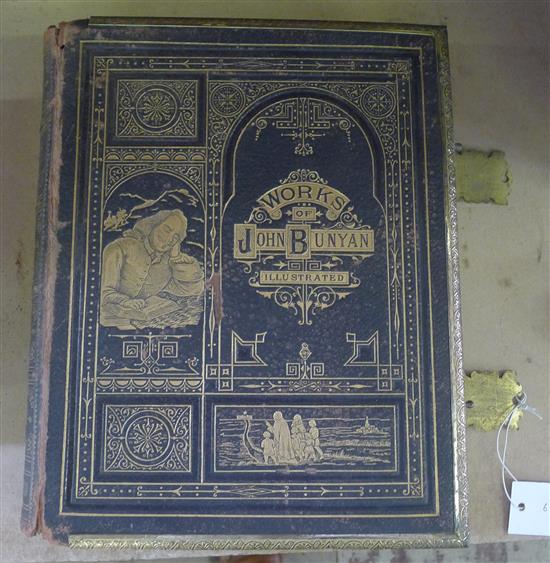 WORKS
OF
JOHN BUNYAN
ILLUSTRATED